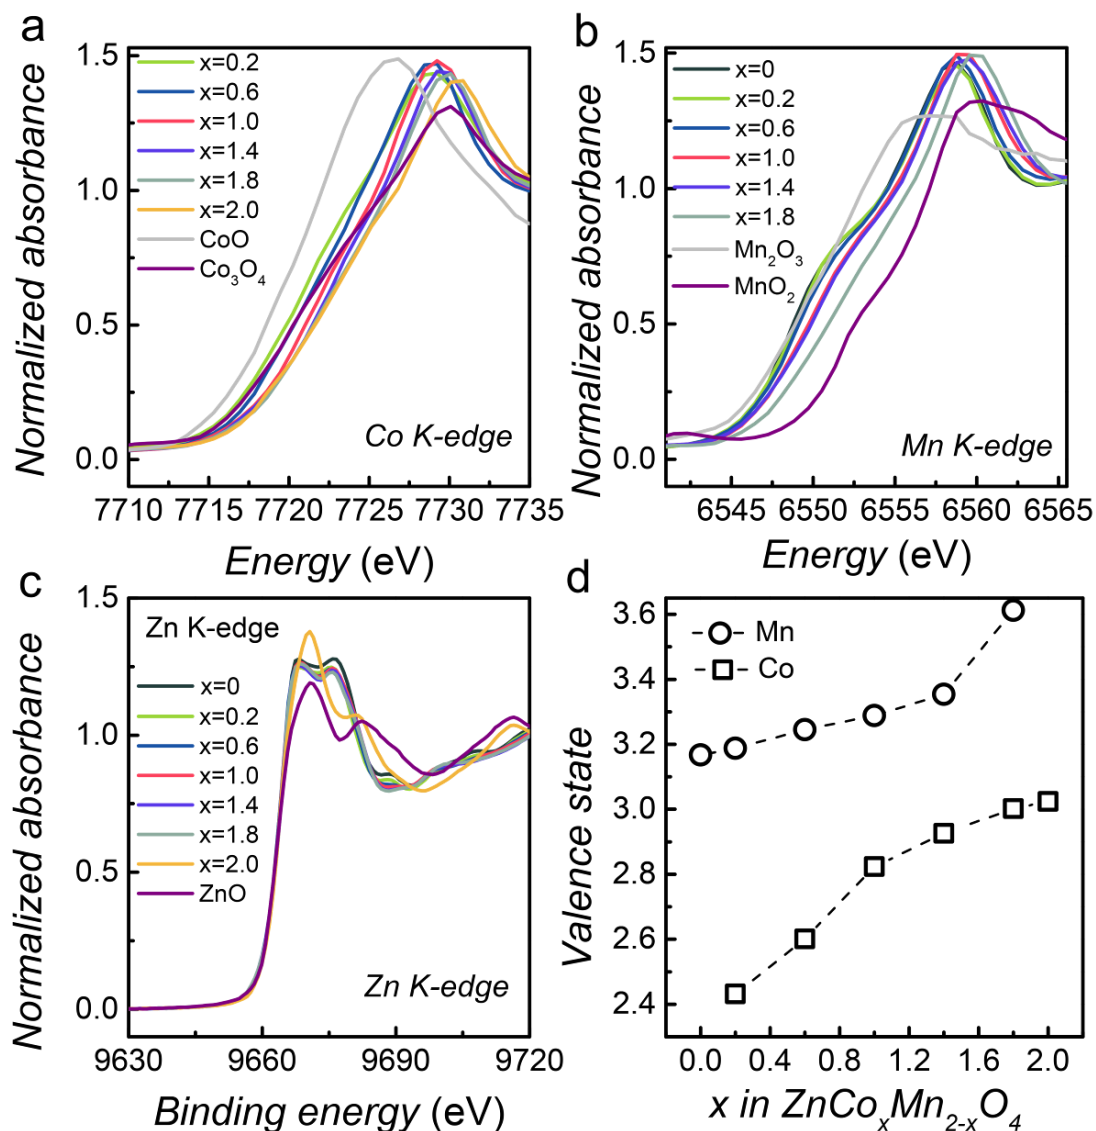 a
1.5
1.0
0.5
0.0
Normalized absorbance
x=0.2
x=0.6
x=1.0
x=1.4
x=1.8
x=2.0
CoO
Co₃O₄
Co K-edge
7710 7715 7720 7725 7730 7735
Energy (eV)
b
1.5
1.0
0.5
0.0
Normalized absorbance
x=0
x=0.2
x=0.6
x=1.0
x=1.4
x=1.8
Mn₂O₃
MnO₂
Mn K-edge
6545 6550 6555 6560 6565
Energy (eV)
c
1.5
1.0
0.5
0.0
Normalized absorbance
Zn K-edge
x=0
x=0.2
x=0.6
x=1.0
x=1.4
x=1.8
x=2.0
ZnO
Zn K-edge
9630 9660 9690 9720
Binding energy (eV)
d
3.6
3.4
3.2
3.0
2.8
2.6
2.4
Valence state
Mn
Co
0.0 0.4 0.8 1.2 1.6 2.0
x in ZnCoₓMn₂₋ₓO₄